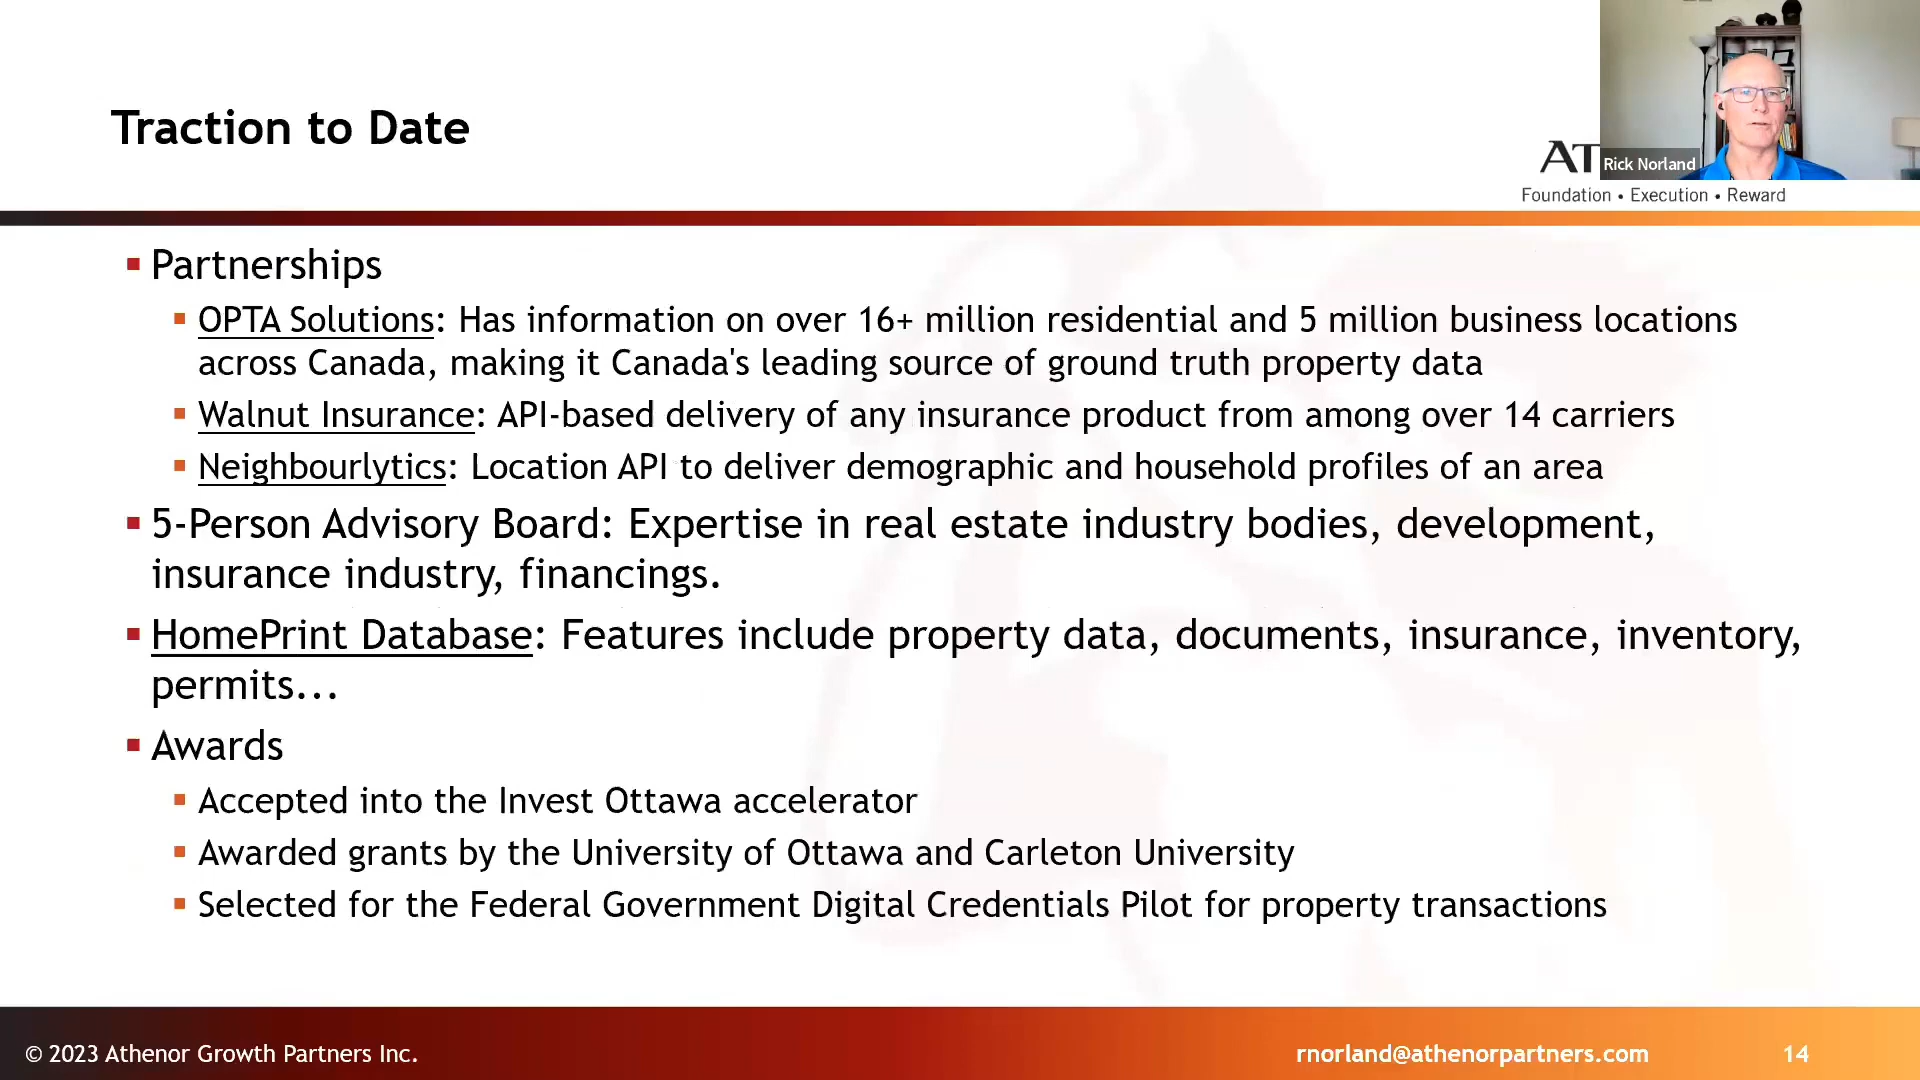 Traction to Date
AT
Rick Norland
Foundation • Execution • Reward
Partnerships
OPTA Solutions: Has information on over 16+ million residential and 5 million business locations
across Canada, making it Canada's leading source of ground truth property data
Walnut Insurance: API-based delivery of any insurance product from among over 14 carriers
Neighbourlytics: Location API to deliver demographic and household profiles of an area
5-Person Advisory Board: Expertise in real estate industry bodies, development,
insurance industry, financings.
HomePrint Database: Features include property data, documents, insurance, inventory,
permits...
Awards
Accepted into the Invest Ottawa accelerator
Awarded grants by the University of Ottawa and Carleton University
Selected for the Federal Government Digital Credentials Pilot for property transactions
© 2023 Athenor Growth Partners Inc.
rnorland@athenorpartners.com
14